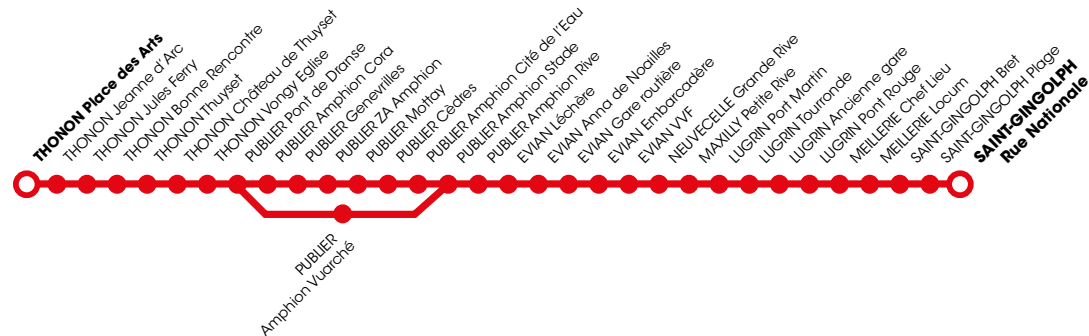 THONON Place des Arts
THONON Jeanne d'Arc
THONON Jules Ferry
THONON Bonne Rencontre
THONON Thuyset
THONON Château de Thuyset
THONON Vongy Eglise
PUBLIER Pont de Dranse
PUBLIER Amphion Cora
PUBLIER Genevrilles
PUBLIER ZA Amphion
PUBLIER Mottay
PUBLIER Cèdres
PUBLIER Amphion Cité de l'Eau
PUBLIER Amphion Stade
PUBLIER Amphion Rive
EVIAN Léchère
EVIAN Anna de Noailles
EVIAN Gare routière
EVIAN Embarcadère
EVIAN VVF
NEUVECELLE Grande Rive
MAXILLY Petite Rive
LUGRIN Port Martin
LUGRIN Tourronde
LUGRIN Ancienne gare
LUGRIN Pont Rouge
MEILLERIE Chef Lieu
MEILLERIE Locum
SAINT-GINGOLPH Bret
SAINT-GINGOLPH Plage
SAINT-GINGOLPH
Rue Nationale
PUBLIER
Amphion Vuarché